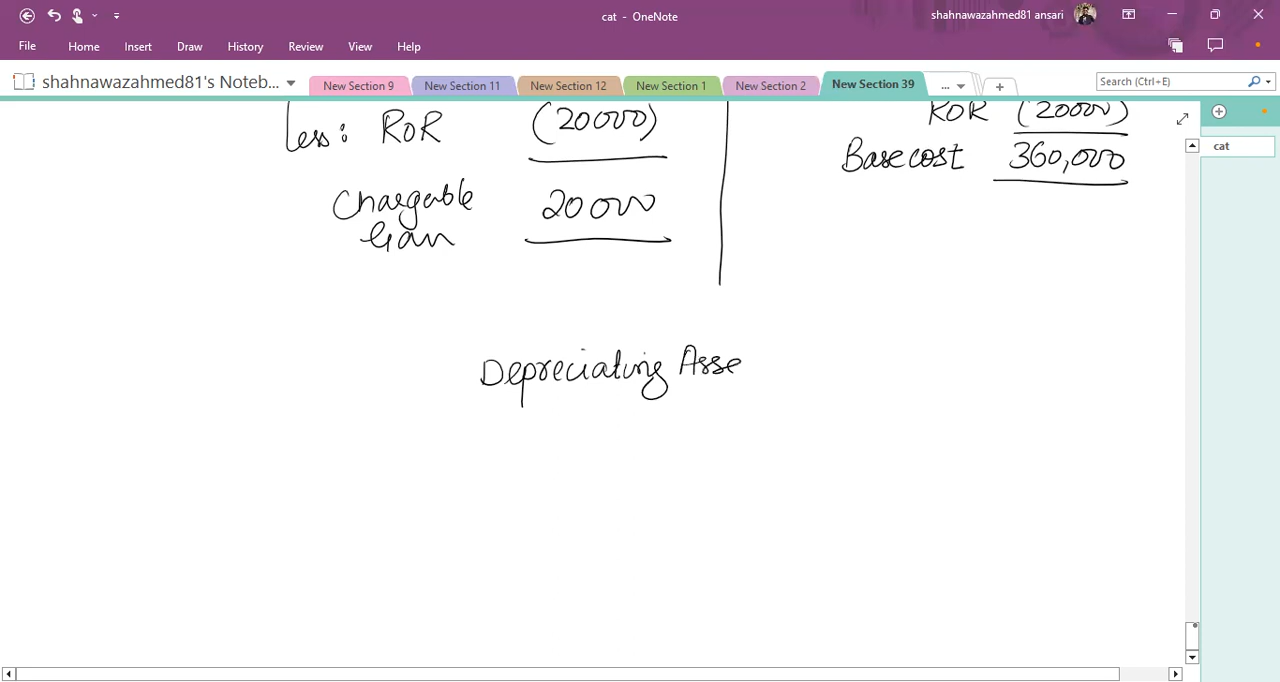 cat - OneNote
shahnawazahmed81 ansari
File Home Insert Draw History Review View Help
shahnawazahmed81's Noteb...
New Section 9 New Section 11 New Section 12 New Section 1 New Section 2 New Section 39 ...
Search (Ctrl+E)
cat
less: RoR (20000)
Chargable 20000
Gain
RoR (20000)
Base cost 360,000
Depreciating Asse